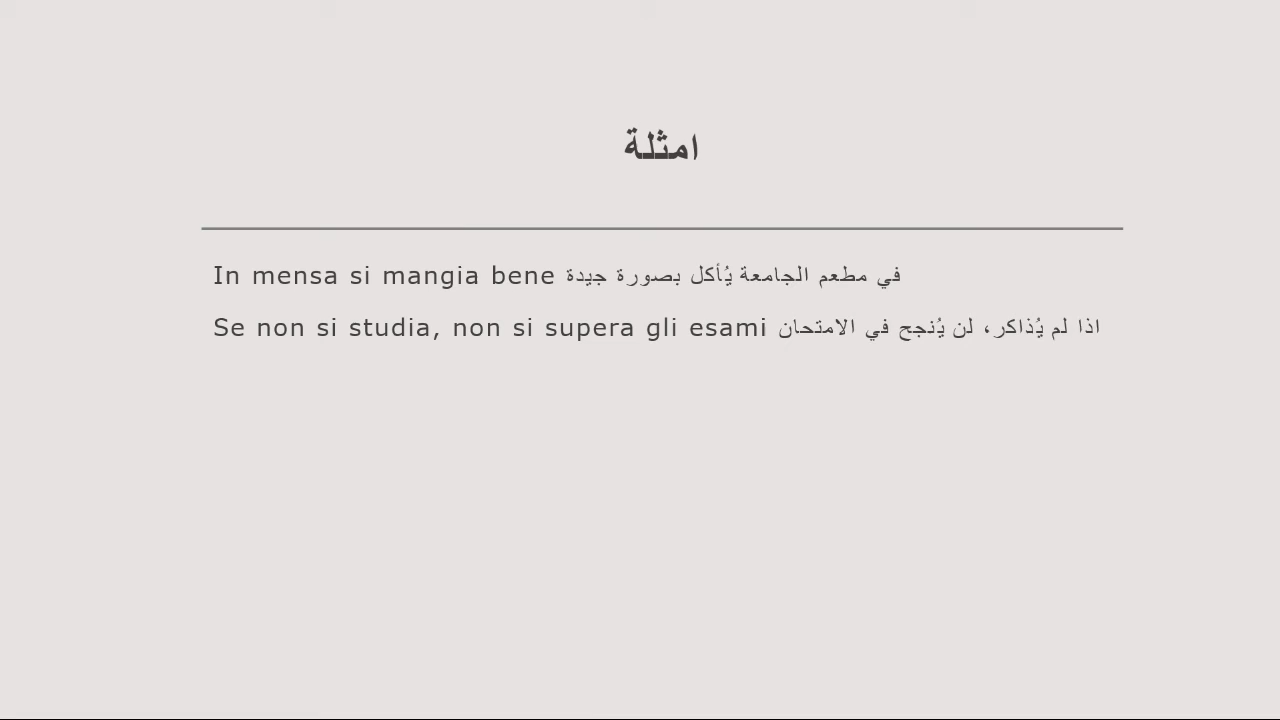 امثلة
In mensa si mangia bene في مطعم الجامعة يُأكل بصورة جيدة
Se non si studia, non si supera gli esami اذا لم يُذاكر، لن يُنجح في الامتحان